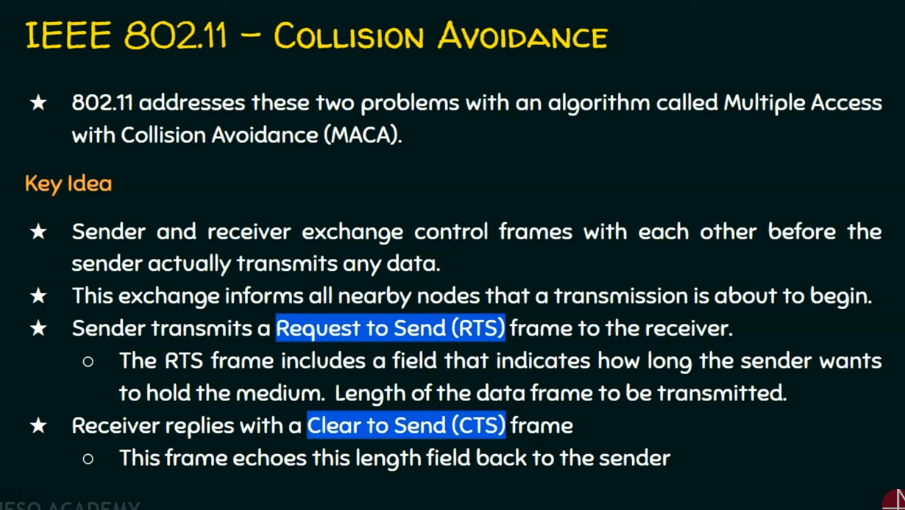 IEEE 802.11 – COLLISION AVOIDANCE
★ 802.11 addresses these two problems with an algorithm called Multiple Access
with Collision Avoidance (MACA).
Key Idea
★ Sender and receiver exchange control frames with each other before the
sender actually transmits any data.
★ This exchange informs all nearby nodes that a transmission is about to begin.
★ Sender transmits a Request to Send (RTS) frame to the receiver.
○ The RTS frame includes a field that indicates how long the sender wants
to hold the medium. Length of the data frame to be transmitted.
★ Receiver replies with a Clear to Send (CTS) frame
○ This frame echoes this length field back to the sender
ACADEMY